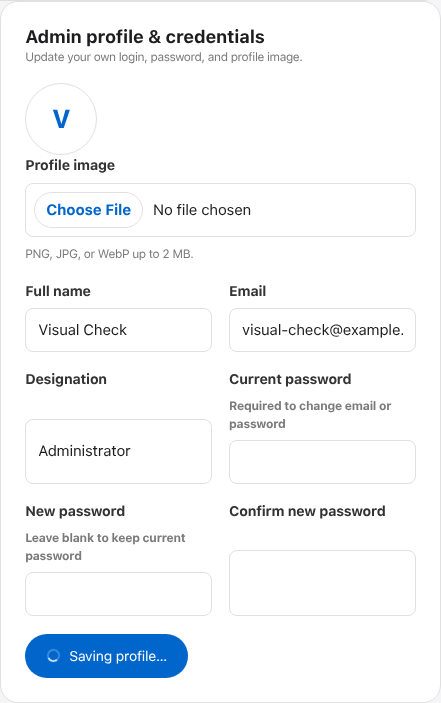 Admin profile & credentials
Update your own login, password, and profile image.
V
Profile image
Choose File No file chosen
PNG, JPG, or WebP up to 2 MB.
Full name
Visual Check
Email
visual-check@example.
Designation
Administrator
Current password
Required to change email or
password
New password
Leave blank to keep current
password
Confirm new password
Saving profile...